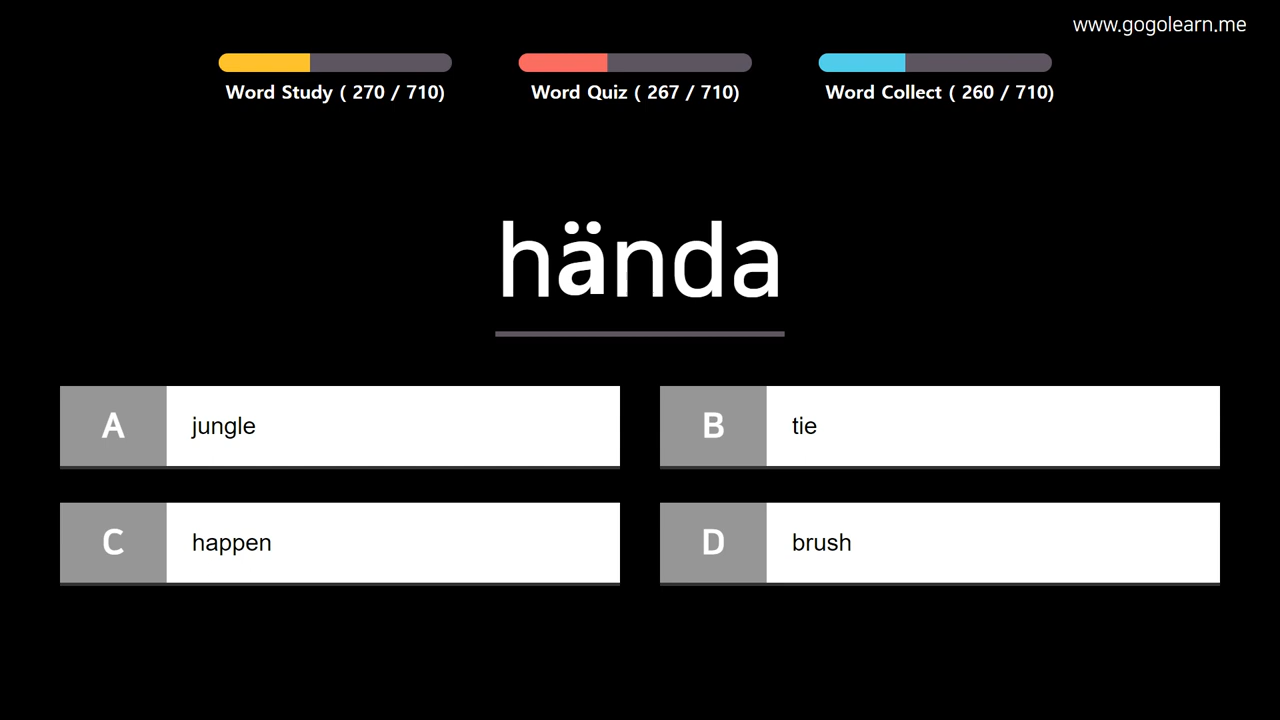 www.gogolearn.me
Word Study ( 270 / 710)
Word Quiz ( 267 / 710)
Word Collect ( 260 / 710)
hända
A jungle
B tie
C happen
D brush